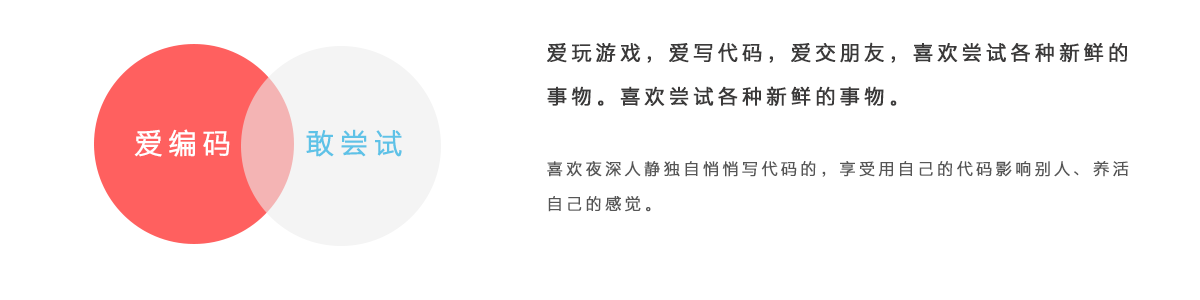 爱编码
敢尝试
爱玩游戏，爱写代码，爱交朋友，喜欢尝试各种新鲜的
事物。喜欢尝试各种新鲜的事物。
喜欢夜深人静独自悄悄写代码的，享受用自己的代码影响别人、养活
自己的感觉。